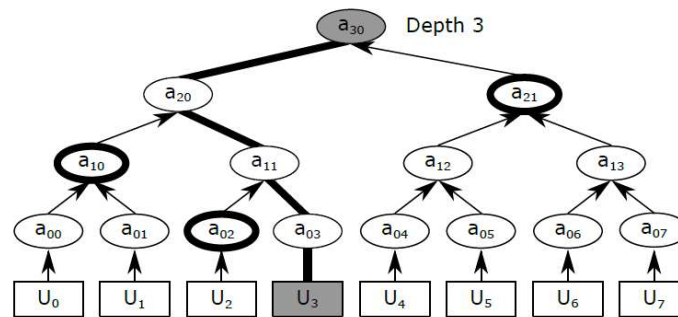 a₃₀ Depth 3
a₂₀ a₂₁
a₁₀ a₁₁ a₁₂ a₁₃
a₀₀ a₀₁ a₀₂ a₀₃ a₀₄ a₀₅ a₀₆ a₀₇
U₀ U₁ U₂ U₃ U₄ U₅ U₆ U₇